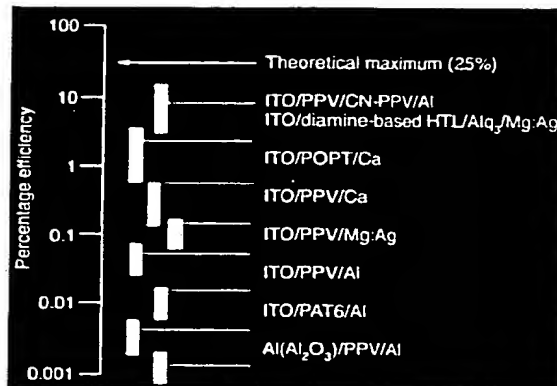 100
10
1
0.1
0.01
0.001
Percentage efficiency
Theoretical maximum (25%)
ITO/PPV/CN-PPV/Al
ITO/diamine-based HTL/Alq₃/Mg:Ag
ITO/POPT/Ca
ITO/PPV/Ca
ITO/PPV/Mg:Ag
ITO/PPV/Al
ITO/PAT6/Al
Al(Al₂O₃)/PPV/Al